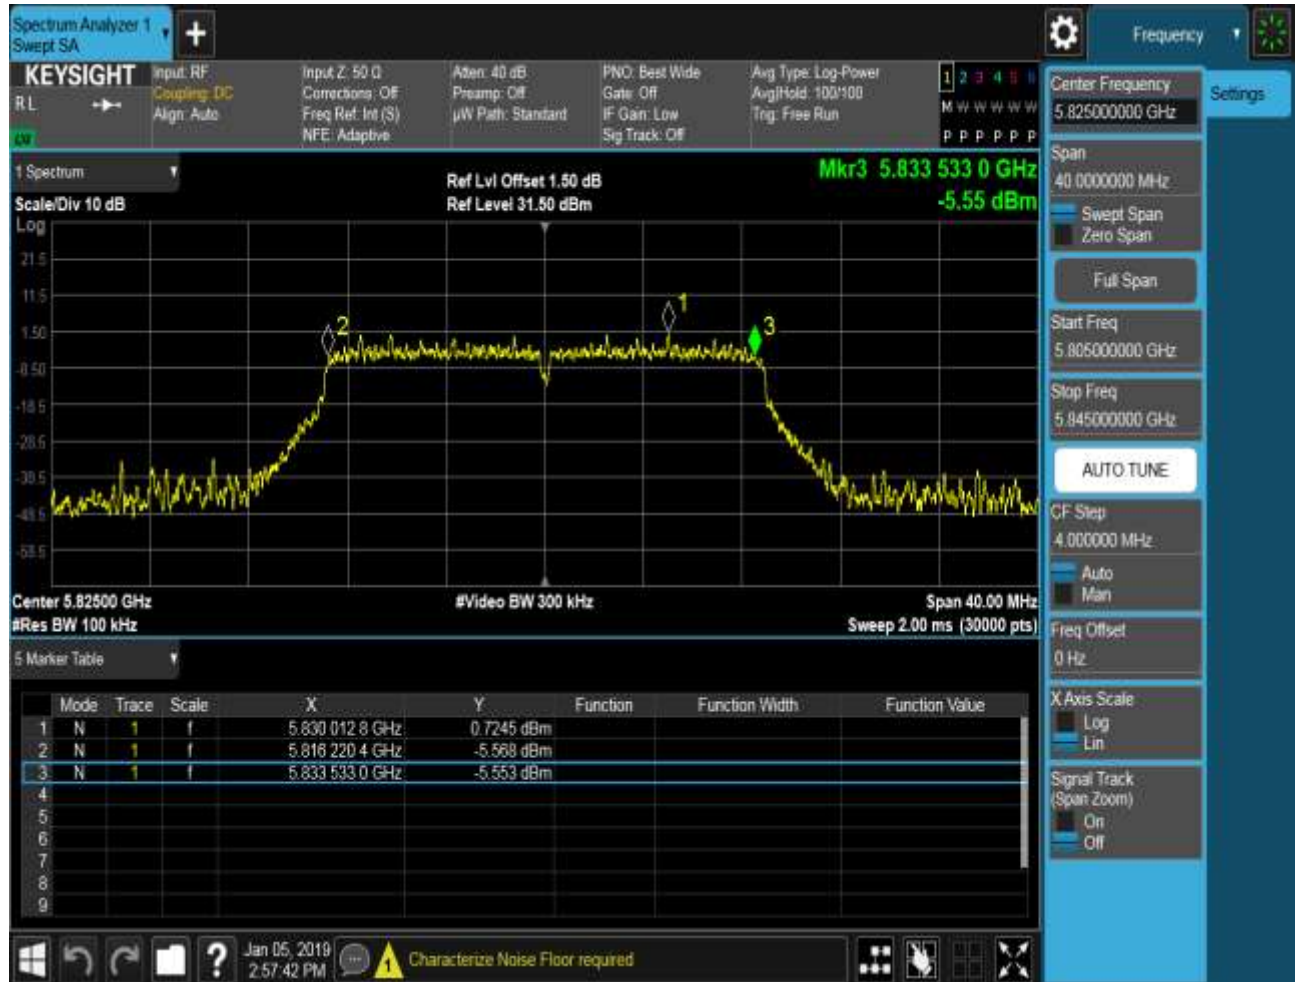 Spectrum Analyzer 1
Swept SA
Frequency
KEYSIGHT
R L
Input: RF
Coupling: DC
Align: Auto
Input Z: 50 Ω
Corrections: Off
Freq Ref: Int (S)
NFE: Adaptive
Atten: 40 dB
Preamp: Off
µW Path: Standard
PNO: Best Wide
Gate: Off
IF Gain: Low
Sig Track: Off
Avg Type: Log-Power
Avg|Hold: 100/100
Trig: Free Run
1 2 3 4 5 6
M W W W W W
P P P P P P
1 Spectrum
Scale/Div 10 dB
Ref Lvl Offset 1.50 dB
Ref Level 31.50 dBm
Mkr3 5.833 533 0 GHz
-5.55 dBm
Log
21.5
11.5
1.50
-8.50
-18.5
-28.5
-38.5
-48.5
-58.5
1
2
3
Center 5.82500 GHz
#Res BW 100 kHz
#Video BW 300 kHz
Span 40.00 MHz
Sweep 2.00 ms (30000 pts)
5 Marker Table
Mode Trace Scale X Y Function Function Width Function Value
1 N 1 f 5.830 012 8 GHz 0.7245 dBm
2 N 1 f 5.816 220 4 GHz -5.568 dBm
3 N 1 f 5.833 533 0 GHz -5.553 dBm
4
5
6
7
8
9
Jan 05, 2019
2:57:42 PM
1
Characterize Noise Floor required
Center Frequency
5.825000000 GHz
Settings
Span
40.0000000 MHz
Swept Span
Zero Span
Full Span
Start Freq
5.805000000 GHz
Stop Freq
5.845000000 GHz
AUTO TUNE
CF Step
4.000000 MHz
Auto
Man
Freq Offset
0 Hz
X Axis Scale
Log
Lin
Signal Track
(Span Zoom)
On
Off